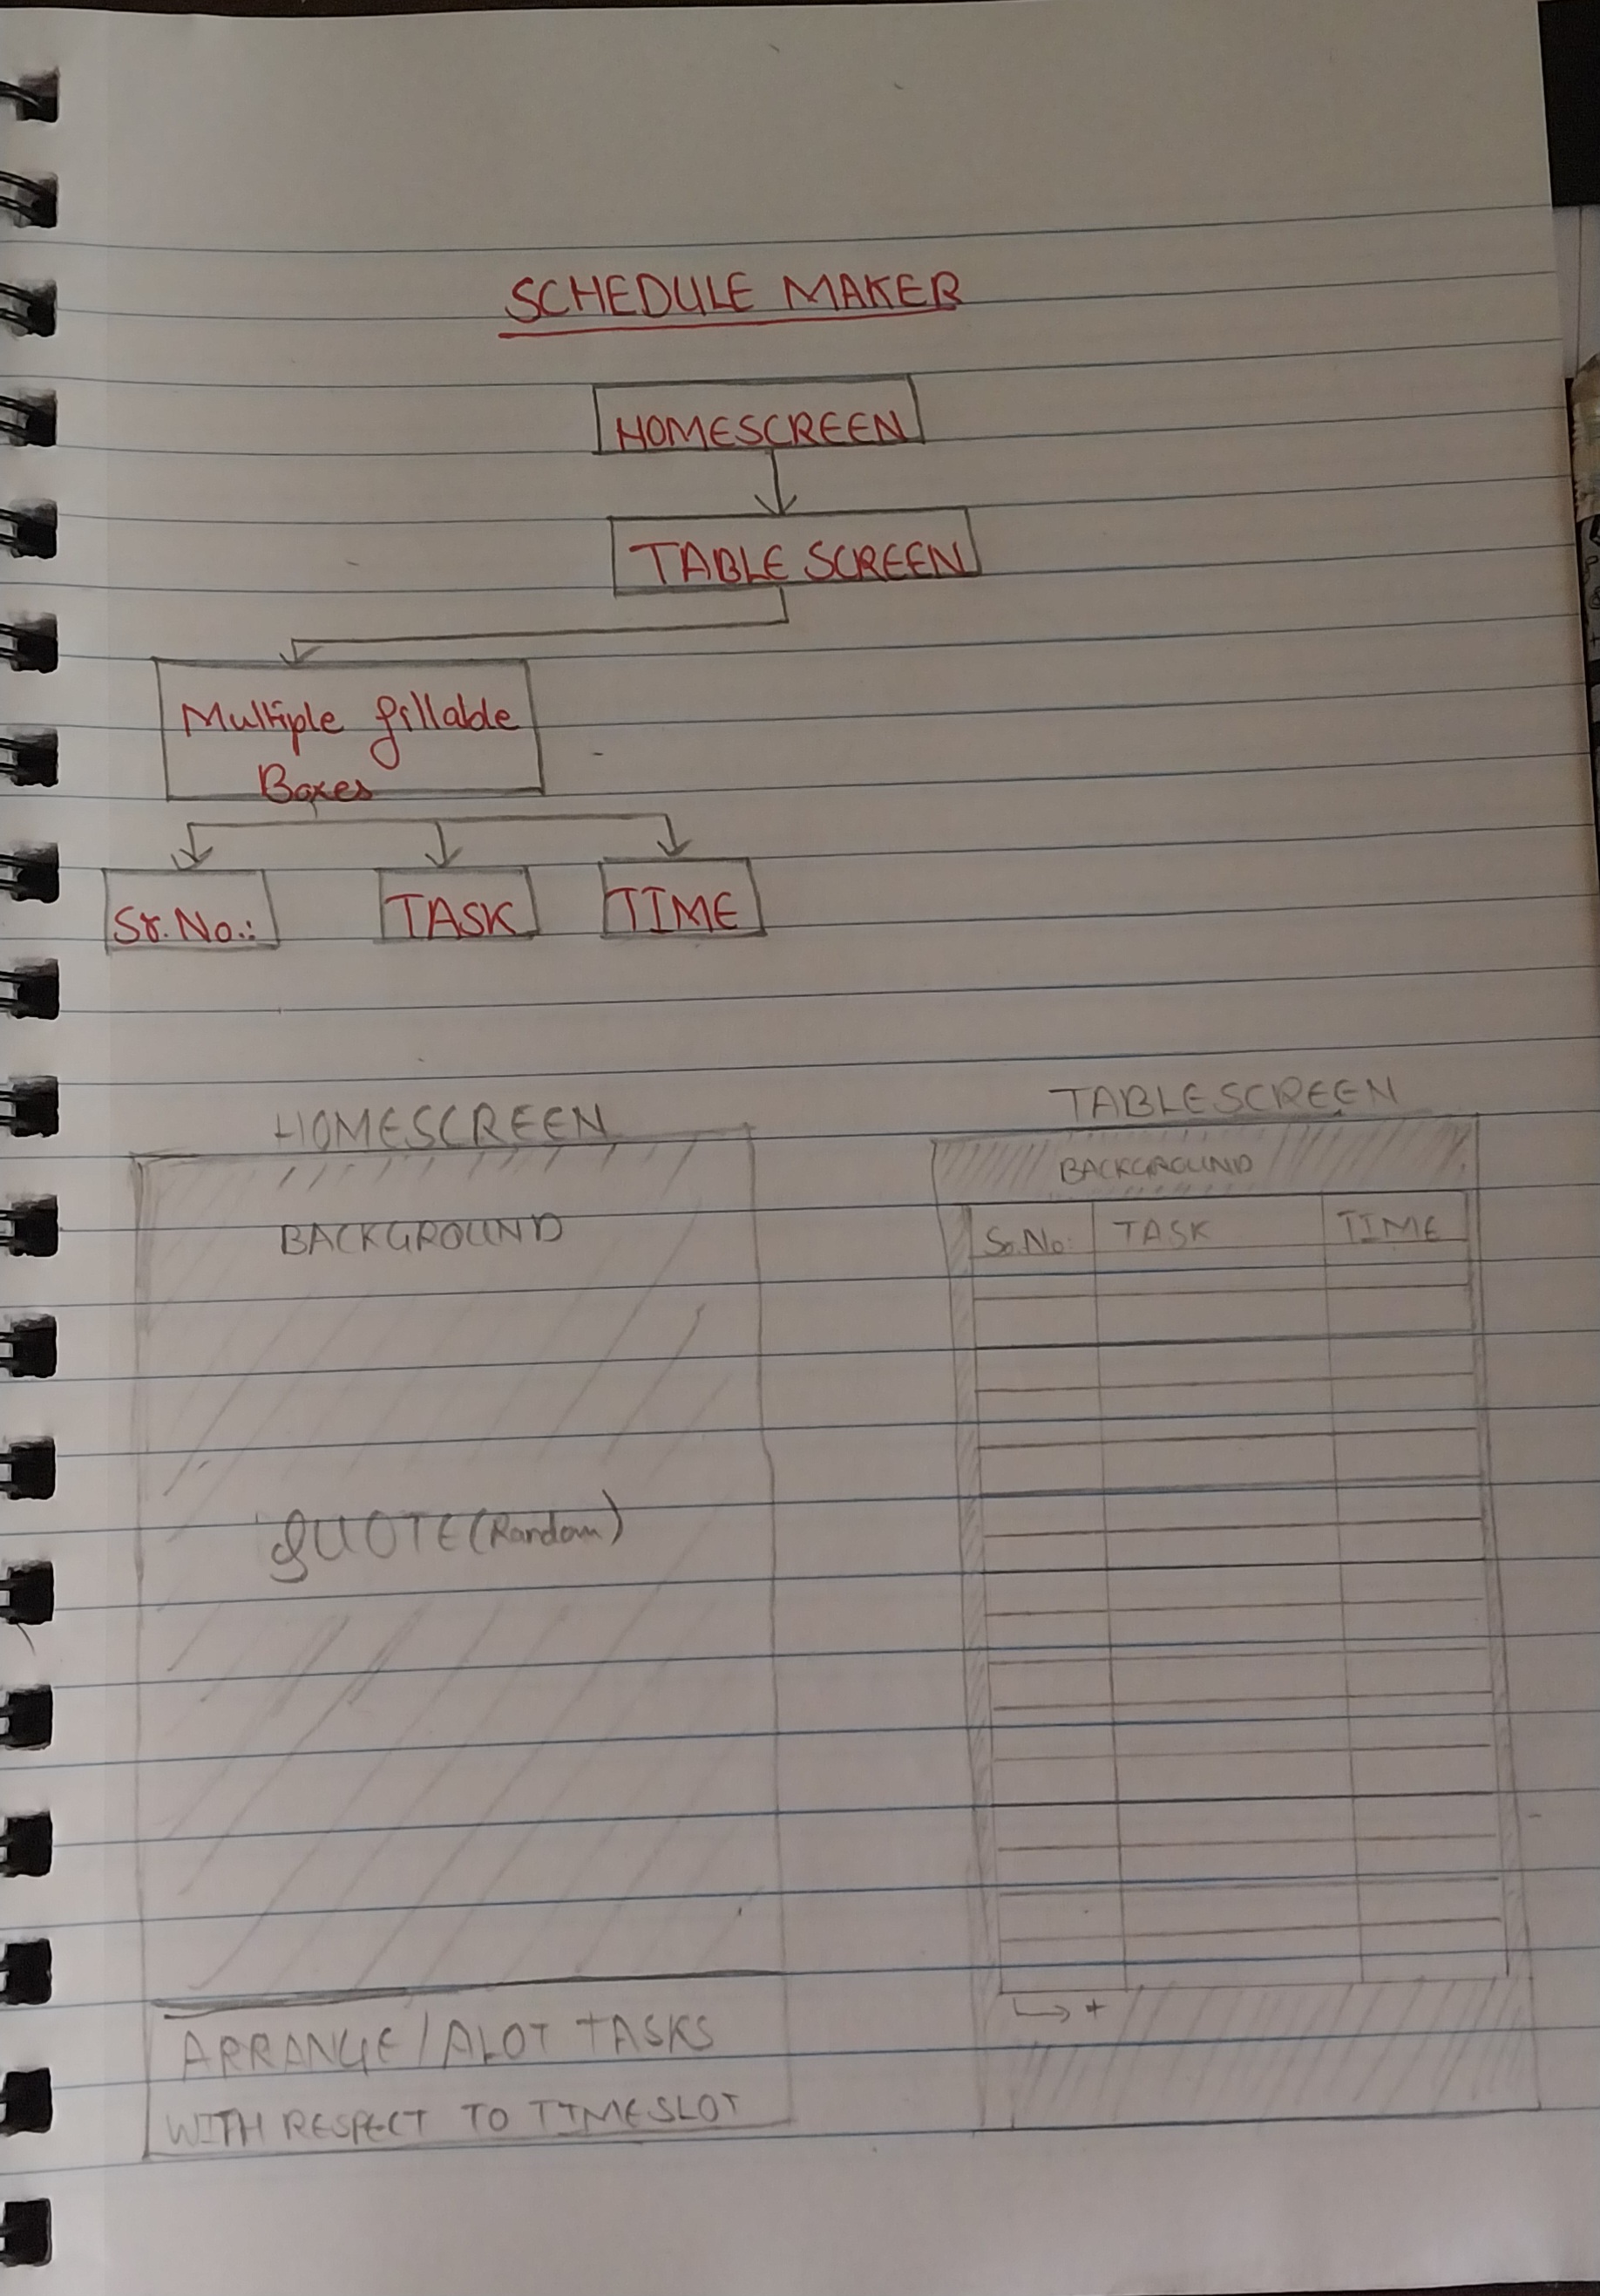 SCHEDULE MAKER
HOMESCREEN
TABLE SCREEN
Multiple fillable
Boxes
Sr.No.:
TASK
TIME
HOMESCREEN
BACKGROUND
QUOTE (Random)
ARRANGE/ALOT TASKS
WITH RESPECT TO TIMESLOT
TABLESCREEN
BACKGROUND
Sr.No: TASK TIME
+